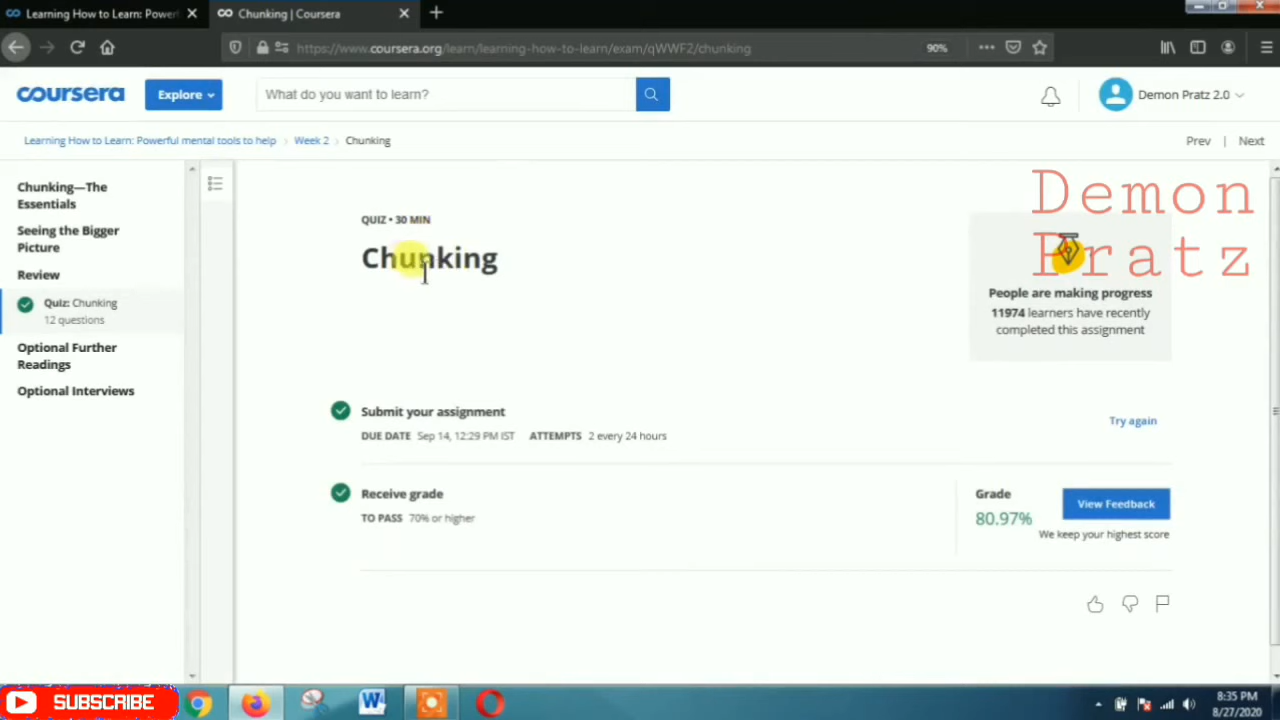 Learning How to Learn: Powerf
Chunking | Coursera
https://www.coursera.org/learn/learning-how-to-learn/exam/qWWF2/chunking
90%
coursera
Explore
What do you want to learn?
Demon Pratz 2.0
Learning How to Learn: Powerful mental tools to help
Week 2
Chunking
Prev | Next
Chunking—The
Essentials
Seeing the Bigger
Picture
Review
Quiz: Chunking
12 questions
Optional Further
Readings
Optional Interviews
QUIZ • 30 MIN
Chunking
Demon
Pratz
People are making progress
11974 learners have recently
completed this assignment
Submit your assignment
DUE DATE Sep 14, 12:29 PM IST ATTEMPTS 2 every 24 hours
Try again
Receive grade
TO PASS 70% or higher
Grade
80.97%
View Feedback
We keep your highest score
SUBSCRIBE
8:35 PM
8/27/2020